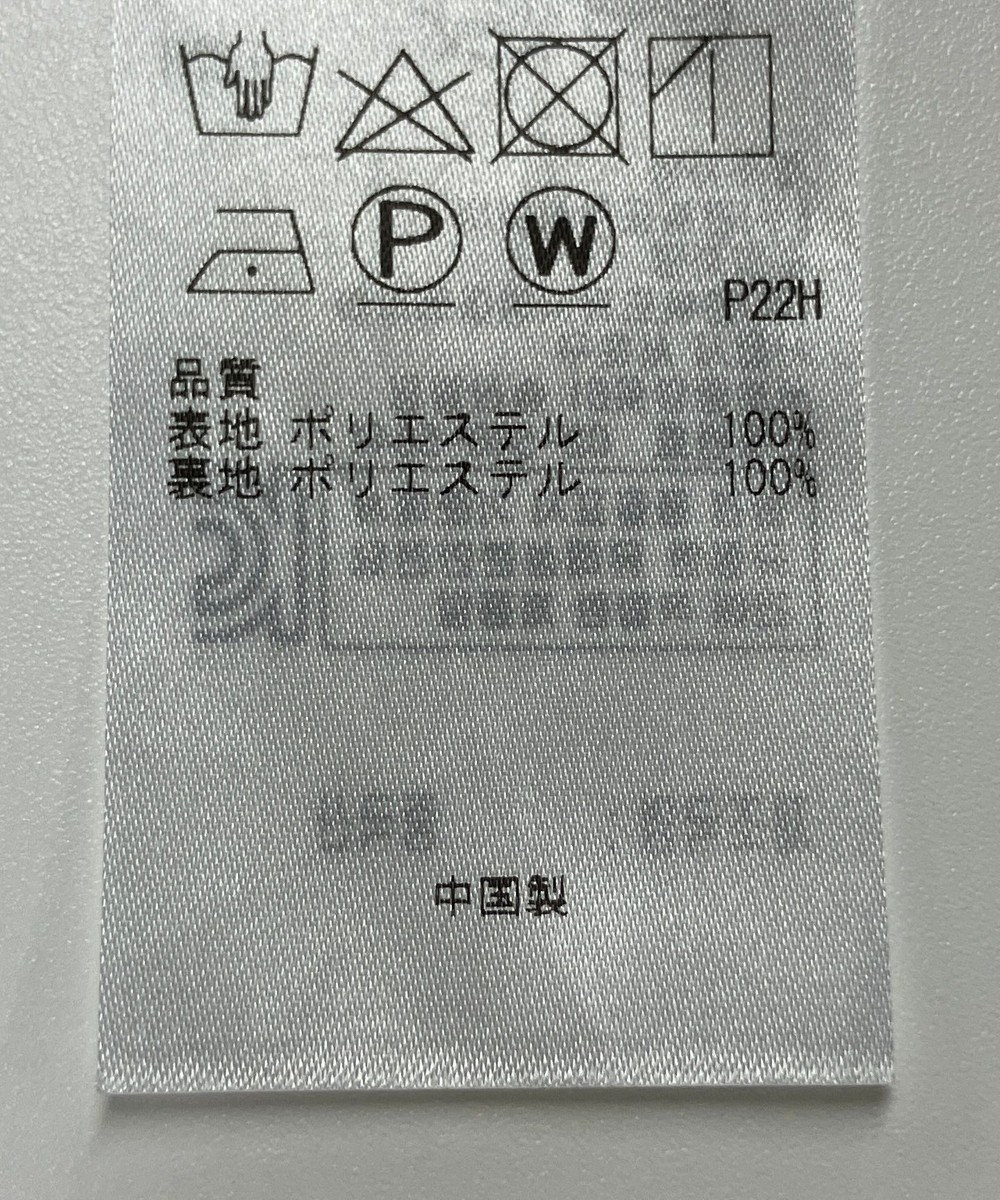 P W
P22H
品質
表地 ポリエステル 100%
裏地 ポリエステル 100%
中国製